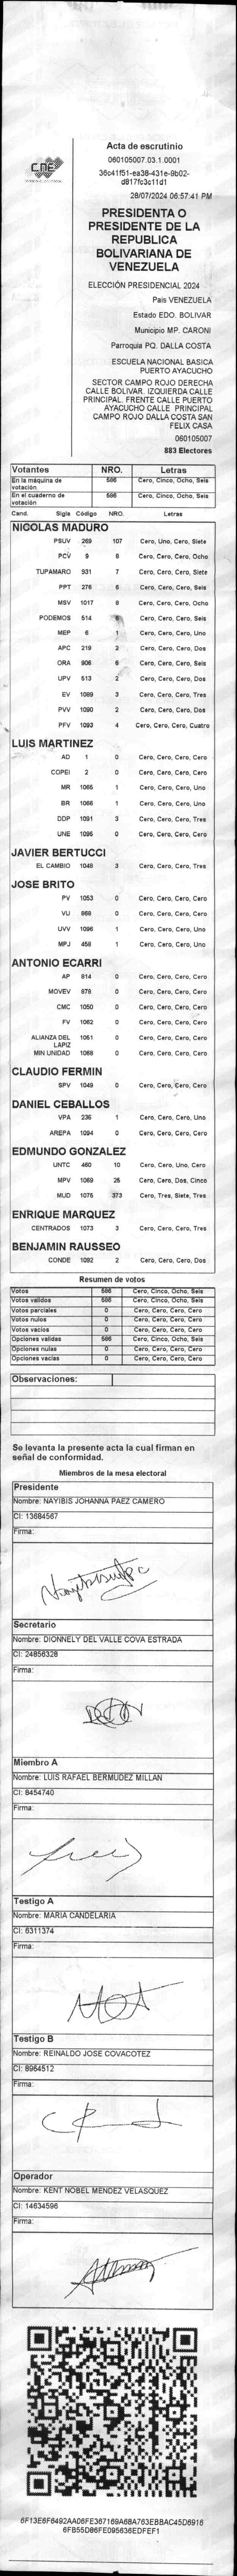 CNE
Acta de escrutinio
060105007.03.1.0001
36c41f51-ea38-431e-9b02-
d817fc3c11d1
28/07/2024 06:57:41 PM
PRESIDENTA O
PRESIDENTE DE LA
REPUBLICA
BOLIVARIANA DE
VENEZUELA
ELECCIÓN PRESIDENCIAL 2024
Pais VENEZUELA
Estado EDO. BOLIVAR
Municipio MP. CARONI
Parroquia PQ. DALLA COSTA
ESCUELA NACIONAL BASICA
PUERTO AYACUCHO
SECTOR CAMPO ROJO DERECHA
CALLE BOLIVAR. IZQUIERDA CALLE
PRINCIPAL. FRENTE CALLE PUERTO
AYACUCHO CALLE PRINCIPAL
CAMPO ROJO DALLA COSTA SAN
FELIX CASA
060105007
883 Electores
Votantes NRO. Letras
En la máquina de votación 586 Cero, Cinco, Ocho, Seis
En el cuaderno de votación 586 Cero, Cinco, Ocho, Seis
Cand. Sigla Código NRO. Letras
NICOLAS MADURO
PSUV 269 107 Cero, Uno, Cero, Siete
PCV 9 8 Cero, Cero, Cero, Ocho
TUPAMARO 931 7 Cero, Cero, Cero, Siete
PPT 276 6 Cero, Cero, Cero, Seis
MSV 1017 8 Cero, Cero, Cero, Ocho
PODEMOS 514 6 Cero, Cero, Cero, Seis
MEP 6 1 Cero, Cero, Cero, Uno
APC 219 2 Cero, Cero, Cero, Dos
ORA 906 6 Cero, Cero, Cero, Seis
UPV 513 2 Cero, Cero, Cero, Dos
EV 1089 3 Cero, Cero, Cero, Tres
PVV 1090 2 Cero, Cero, Cero, Dos
PFV 1093 4 Cero, Cero, Cero, Cuatro
LUIS MARTINEZ
AD 1 0 Cero, Cero, Cero, Cero
COPEI 2 0 Cero, Cero, Cero, Cero
MR 1065 1 Cero, Cero, Cero, Uno
BR 1066 1 Cero, Cero, Cero, Uno
DDP 1091 3 Cero, Cero, Cero, Tres
UNE 1095 0 Cero, Cero, Cero, Cero
JAVIER BERTUCCI
EL CAMBIO 1048 3 Cero, Cero, Cero, Tres
JOSE BRITO
PV 1053 0 Cero, Cero, Cero, Cero
VU 868 0 Cero, Cero, Cero, Cero
UVV 1096 1 Cero, Cero, Cero, Uno
MPJ 458 1 Cero, Cero, Cero, Uno
ANTONIO ECARRI
AP 814 0 Cero, Cero, Cero, Cero
MOVEV 878 0 Cero, Cero, Cero, Cero
CMC 1050 0 Cero, Cero, Cero, Cero
FV 1062 0 Cero, Cero, Cero, Cero
ALIANZA DEL LAPIZ 1051 0 Cero, Cero, Cero, Cero
MIN UNIDAD 1068 0 Cero, Cero, Cero, Cero
CLAUDIO FERMIN
SPV 1049 0 Cero, Cero, Cero, Cero
DANIEL CEBALLOS
VPA 236 1 Cero, Cero, Cero, Uno
AREPA 1094 0 Cero, Cero, Cero, Cero
EDMUNDO GONZALEZ
UNTC 460 10 Cero, Cero, Uno, Cero
MPV 1069 25 Cero, Cero, Dos, Cinco
MUD 1075 373 Cero, Tres, Siete, Tres
ENRIQUE MARQUEZ
CENTRADOS 1073 3 Cero, Cero, Cero, Tres
BENJAMIN RAUSSEO
CONDE 1092 2 Cero, Cero, Cero, Dos
Resumen de votos
Votos 586 Cero, Cinco, Ocho, Seis
Votos validos 586 Cero, Cinco, Ocho, Seis
Votos parciales 0 Cero, Cero, Cero, Cero
Votos nulos 0 Cero, Cero, Cero, Cero
Votos vacios 0 Cero, Cero, Cero, Cero
Opciones validas 586 Cero, Cinco, Ocho, Seis
Opciones nulas 0 Cero, Cero, Cero, Cero
Opciones vacias 0 Cero, Cero, Cero, Cero
Observaciones:
Se levanta la presente acta la cual firman en
señal de conformidad.
Miembros de la mesa electoral
Presidente
Nombre: NAYIBIS JOHANNA PAEZ CAMERO
CI: 13684567
Firma:
Secretario
Nombre: DIONNELY DEL VALLE COVA ESTRADA
CI: 24856328
Firma:
Miembro A
Nombre: LUIS RAFAEL BERMUDEZ MILLAN
CI: 8454740
Firma:
Testigo A
Nombre: MARIA CANDELARIA
CI: 6311374
Firma:
Testigo B
Nombre: REINALDO JOSE COVACOTEZ
CI: 8964512
Firma:
Operador
Nombre: KENT NOBEL MENDEZ VELASQUEZ
CI: 14634596
Firma:
6F13E6F6492AA06FE367169A68A763EBBAC45D6916
6FB55D86FE095636EDFEF1